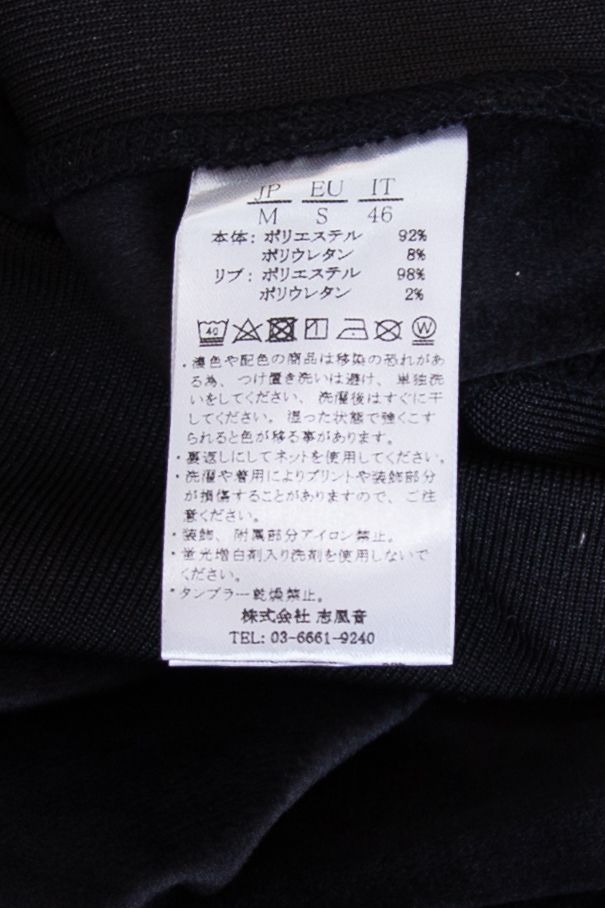 JP EU IT
M S 46
本体: ポリエステル 92%
ポリウレタン 8%
リブ: ポリエステル 98%
ポリウレタン 2%
40 W
・濃色や配色の商品は移染の恐れがあ
る為、つけ置き洗いは避け、単独洗
いをしてください、洗濯後はすぐに干
してください。湿った状態で強くこす
られると色が移る事があります。
・裏返しにしてネットを使用してください。
・洗濯や着用によりプリントや装飾部分
が損傷することがありますので、ご注
意ください。
・装飾、附属部分アイロン禁止。
・蛍光増白剤入り洗剤を使用しないで
ください。
・タンブラー乾燥禁止。
株式会社 志風音
TEL: 03-6661-9240